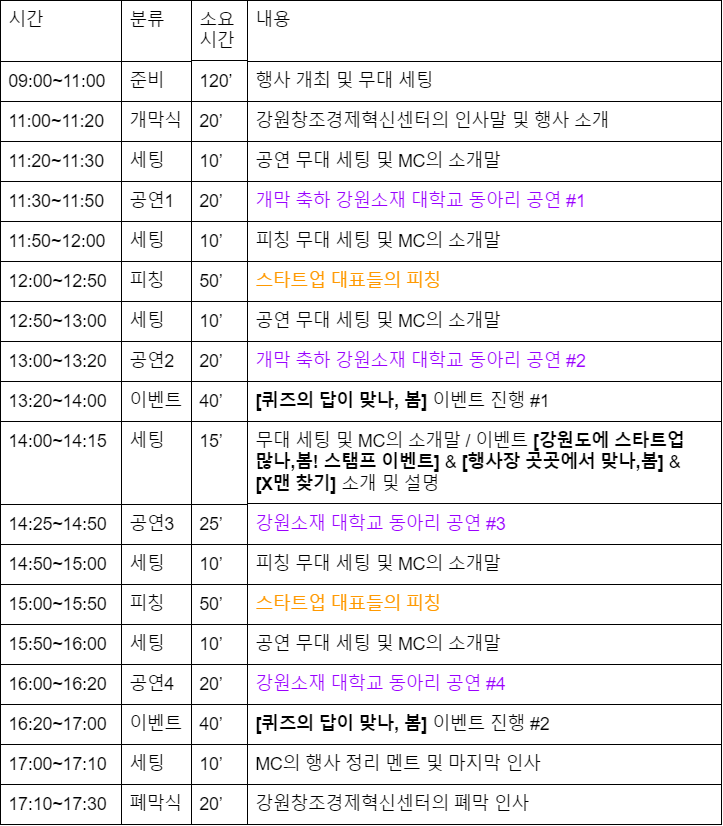 시간 분류 소요 시간 내용
09:00~11:00 준비 120’ 행사 개최 및 무대 세팅
11:00~11:20 개막식 20’ 강원창조경제혁신센터의 인사말 및 행사 소개
11:20~11:30 세팅 10’ 공연 무대 세팅 및 MC의 소개말
11:30~11:50 공연1 20’ 개막 축하 강원소재 대학교 동아리 공연 #1
11:50~12:00 세팅 10’ 피칭 무대 세팅 및 MC의 소개말
12:00~12:50 피칭 50’ 스타트업 대표들의 피칭
12:50~13:00 세팅 10’ 공연 무대 세팅 및 MC의 소개말
13:00~13:20 공연2 20’ 개막 축하 강원소재 대학교 동아리 공연 #2
13:20~14:00 이벤트 40’ [퀴즈의 답이 맞나, 봄] 이벤트 진행 #1
14:00~14:15 세팅 15’ 무대 세팅 및 MC의 소개말 / 이벤트 [강원도에 스타트업
많나,봄! 스탬프 이벤트] & [행사장 곳곳에서 맞나,봄] &
[X맨 찾기] 소개 및 설명
14:25~14:50 공연3 25’ 강원소재 대학교 동아리 공연 #3
14:50~15:00 세팅 10’ 피칭 무대 세팅 및 MC의 소개말
15:00~15:50 피칭 50’ 스타트업 대표들의 피칭
15:50~16:00 세팅 10’ 공연 무대 세팅 및 MC의 소개말
16:00~16:20 공연4 20’ 강원소재 대학교 동아리 공연 #4
16:20~17:00 이벤트 40’ [퀴즈의 답이 맞나, 봄] 이벤트 진행 #2
17:00~17:10 세팅 10’ MC의 행사 정리 멘트 및 마지막 인사
17:10~17:30 폐막식 20’ 강원창조경제혁신센터의 폐막 인사